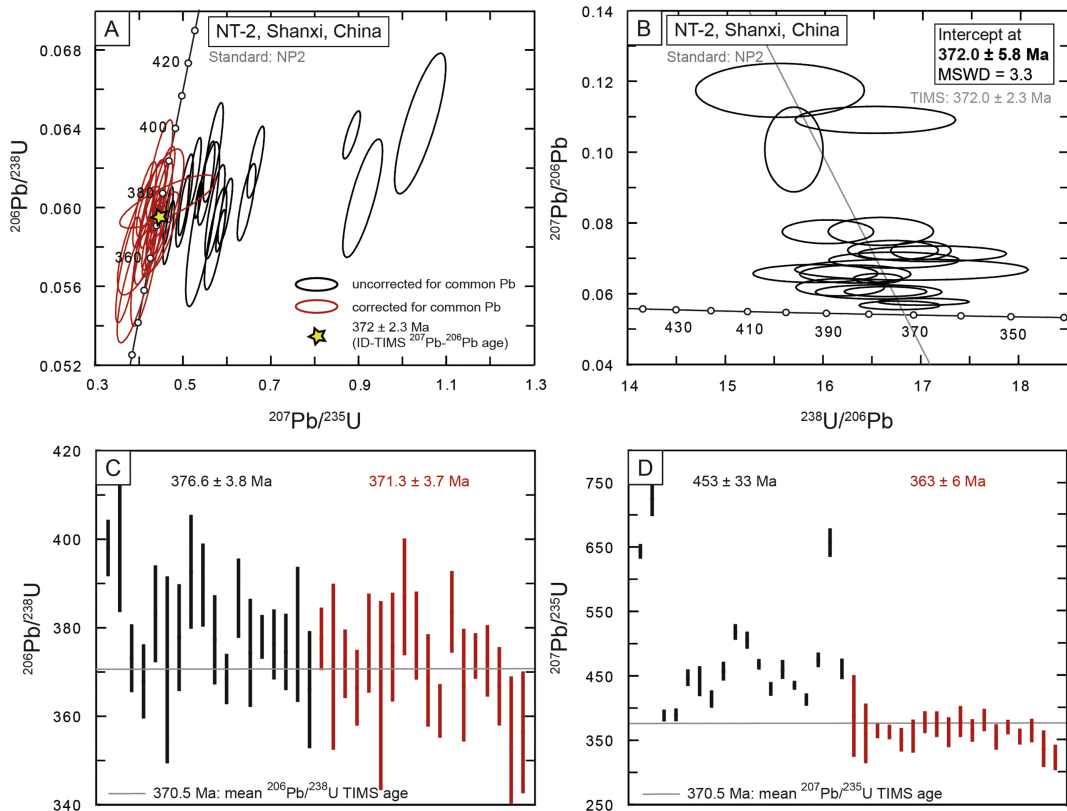 A
NT-2, Shanxi, China
Standard: NP2
0.068
0.064
0.060
0.056
0.052
206Pb/238U
420
400
380
360
uncorrected for common Pb
corrected for common Pb
372 ± 2.3 Ma
(ID-TIMS 207Pb-206Pb age)
0.3 0.5 0.7 0.9 1.1 1.3
207Pb/235U
B
NT-2, Shanxi, China
Standard: NP2
Intercept at
372.0 ± 5.8 Ma
MSWD = 3.3
TIMS: 372.0 ± 2.3 Ma
0.14
0.12
0.10
0.08
0.06
0.04
207Pb/206Pb
430 410 390 370 350
14 15 16 17 18
238U/206Pb
C
376.6 ± 3.8 Ma
371.3 ± 3.7 Ma
420
400
380
360
340
206Pb/238U
370.5 Ma: mean 206Pb/238U TIMS age
D
453 ± 33 Ma
363 ± 6 Ma
750
650
550
450
350
250
207Pb/235U
370.5 Ma: mean 207Pb/235U TIMS age